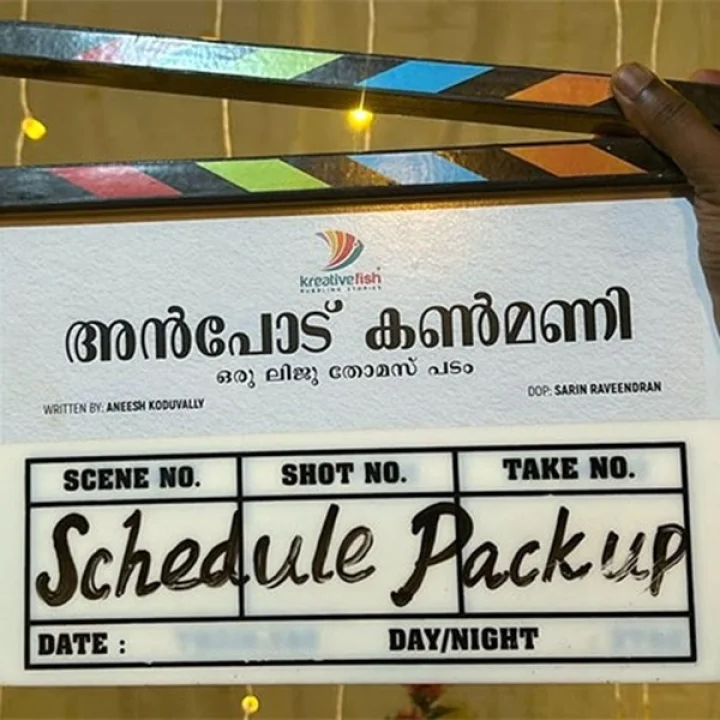 kreativefish
BUBBLING STORIES
അൻപോട് കൺമണി
ഒരു ലിജു തോമസ് പടം
WRITTEN BY: ANEESH KODUVALLY
DOP: SARIN RAVEENDRAN
SCENE NO. SHOT NO. TAKE NO.
Schedule Packup
DATE : DAY/NIGHT